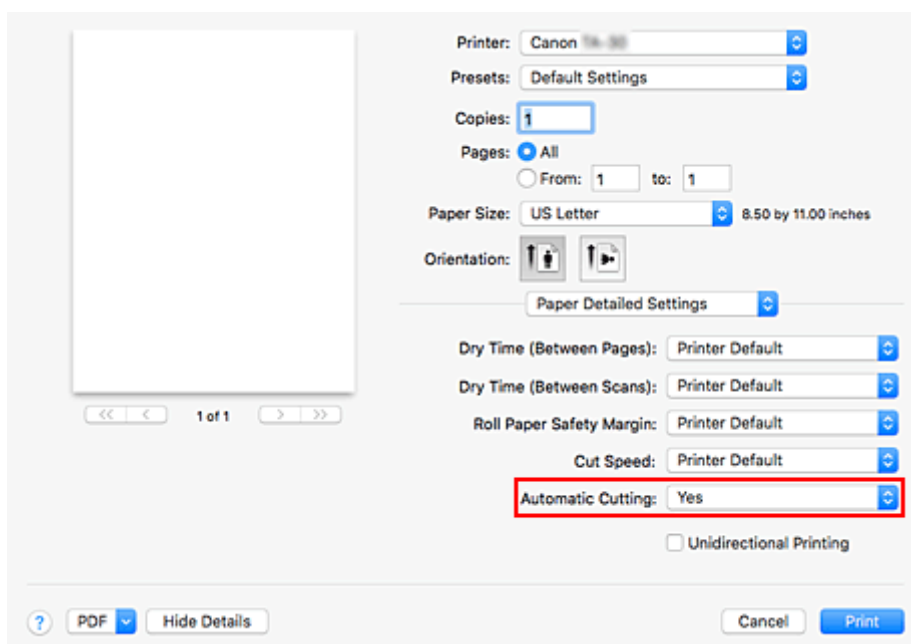 Printer: Canon
Presets: Default Settings
Copies: 1
Pages: All
From: 1 to: 1
Paper Size: US Letter 8.50 by 11.00 inches
Orientation:
Paper Detailed Settings
Dry Time (Between Pages): Printer Default
Dry Time (Between Scans): Printer Default
<< < 1 of 1 > >>
Roll Paper Safety Margin: Printer Default
Cut Speed: Printer Default
Automatic Cutting: Yes
Unidirectional Printing
? PDF Hide Details Cancel Print